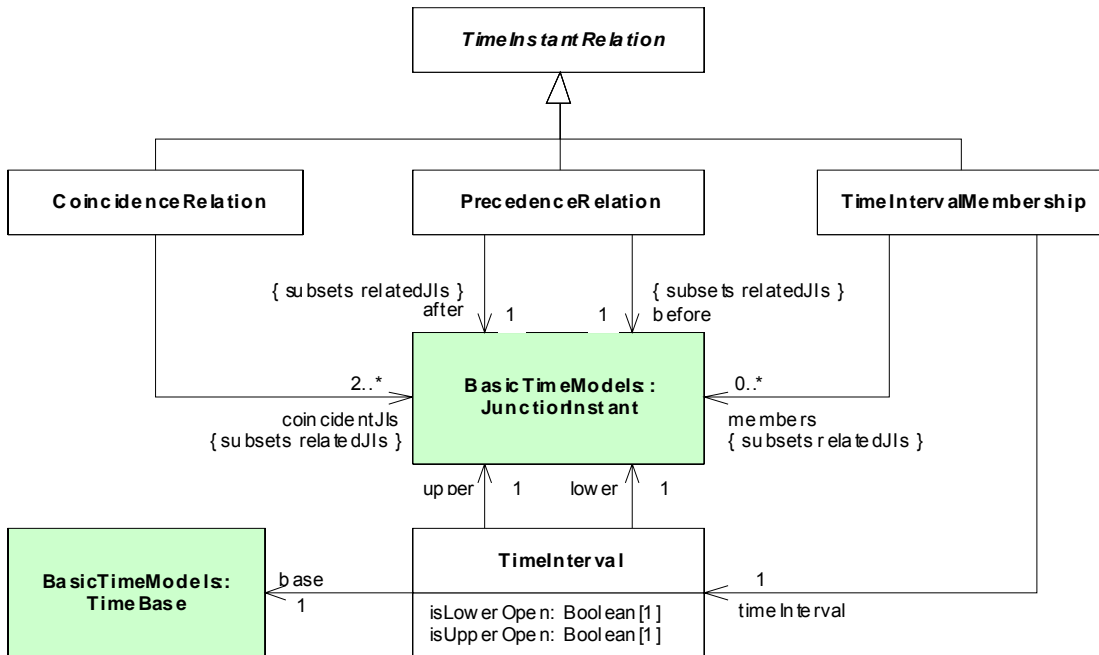 TimeInstantRelation
CoincidenceRelation
PrecedenceRelation
TimeIntervalMembership
{ subsets relatedJIs }
after
1
1
{ subsets relatedJIs }
before
2..*
coincidentJIs
{ subsets relatedJIs }
BasicTimeModels::
JunctionInstant
0..*
members
{ subsets relatedJIs }
upper
1
lower
1
BasicTimeModels::
TimeBase
base
1
TimeInterval
isLowerOpen: Boolean[1]
isUpperOpen: Boolean[1]
1
timeInterval